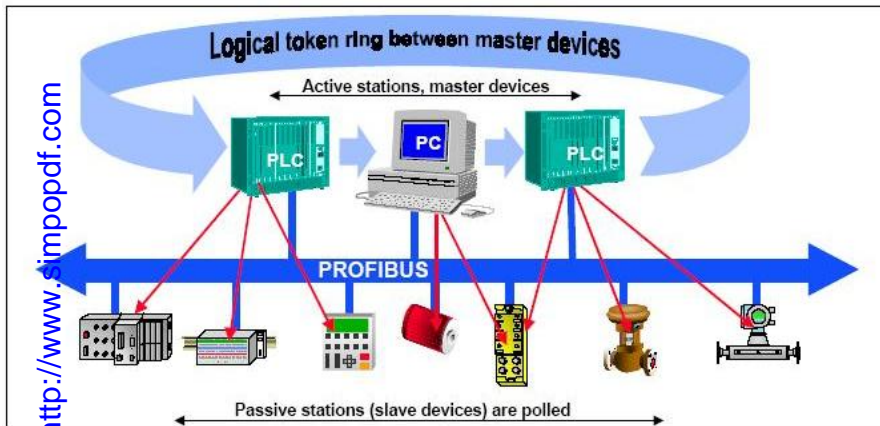 Logical token ring between master devices
Active stations, master devices
PLC
PC
PLC
PROFIBUS
Passive stations (slave devices) are polled
http://www.simpopdf.com